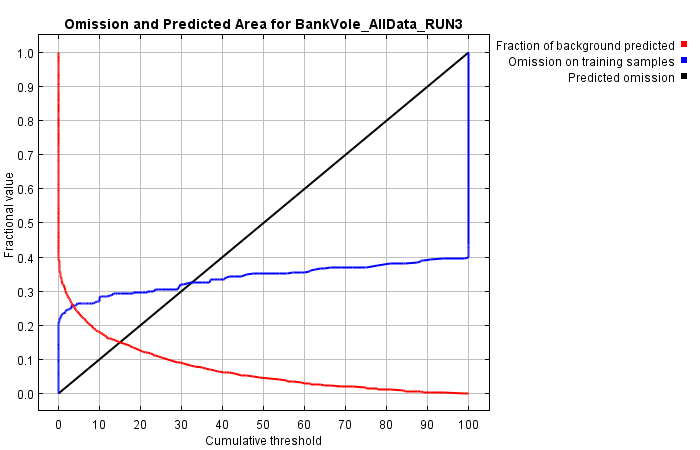 Omission and Predicted Area for BankVole_AllData_RUN3
Fraction of background predicted
Omission on training samples
Predicted omission
Fractional value
1.0
0.9
0.8
0.7
0.6
0.5
0.4
0.3
0.2
0.1
0.0
0 10 20 30 40 50 60 70 80 90 100
Cumulative threshold